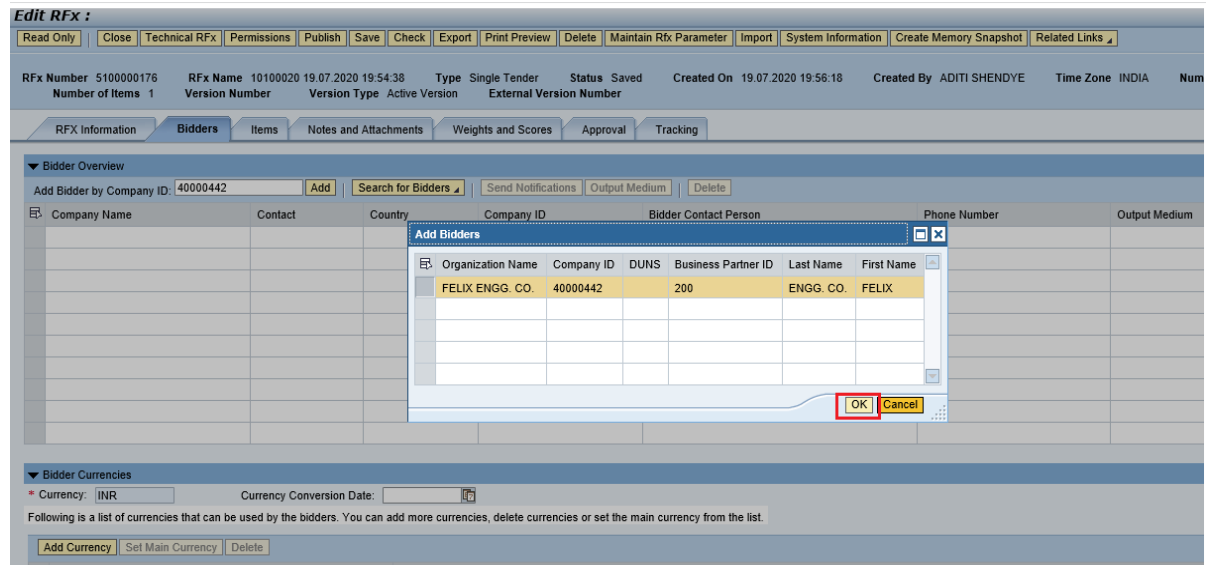 Edit RFx :
Read Only Close Technical RFx Permissions Publish Save Check Export Print Preview Delete Maintain Rfx Parameter Import System Information Create Memory Snapshot Related Links
RFx Number 5100000176 RFx Name 10100020 19.07.2020 19:54:38 Type Single Tender Status Saved Created On 19.07.2020 19:56:18 Created By ADITI SHENDYE Time Zone INDIA Num
Number of Items 1 Version Number Version Type Active Version External Version Number
RFX Information Bidders Items Notes and Attachments Weights and Scores Approval Tracking
Bidder Overview
Add Bidder by Company ID: 40000442 Add Search for Bidders Send Notifications Output Medium Delete
Company Name Contact Country Company ID Bidder Contact Person Phone Number Output Medium
Add Bidders
Organization Name Company ID DUNS Business Partner ID Last Name First Name
FELIX ENGG. CO. 40000442 200 ENGG. CO. FELIX
OK Cancel
Bidder Currencies
* Currency: INR Currency Conversion Date:
Following is a list of currencies that can be used by the bidders. You can add more currencies, delete currencies or set the main currency from the list.
Add Currency Set Main Currency Delete